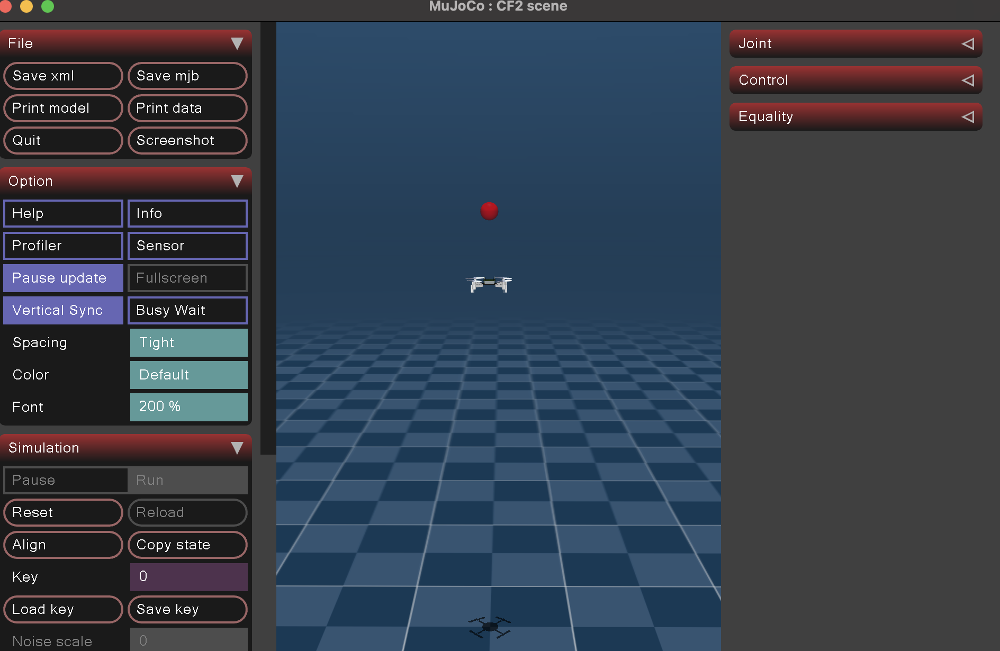 MuJoCo : CF2 scene
File
Save xml
Save mjb
Print model
Print data
Quit
Screenshot
Option
Help
Info
Profiler
Sensor
Pause update
Fullscreen
Vertical Sync
Busy Wait
Spacing
Tight
Color
Default
Font
200 %
Simulation
Pause
Run
Reset
Reload
Align
Copy state
Key
0
Load key
Save key
Noise scale
0
Joint
Control
Equality